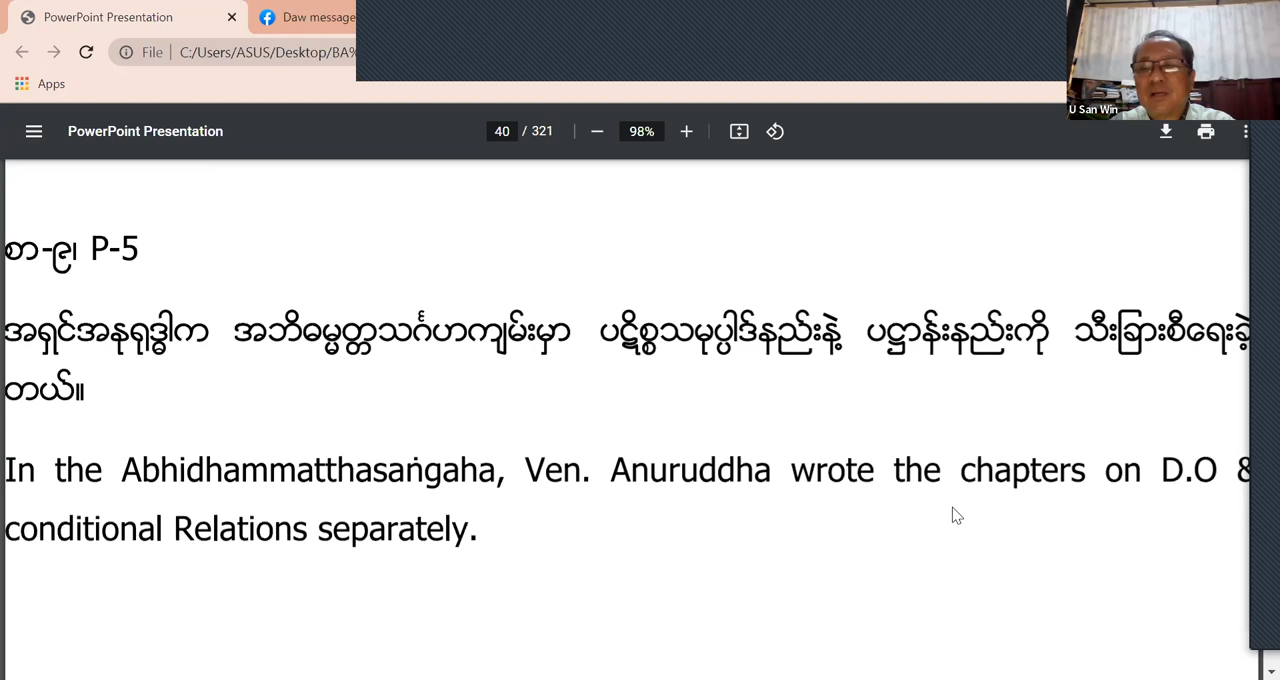 PowerPoint Presentation
Daw message
File
C:/Users/ASUS/Desktop/BA%
Apps
U San Win
PowerPoint Presentation
40 / 321
98%
စာ-၉၊ P-5
အရှင်အနုရုဒ္ဓါက အဘိဓမ္မတ္တသင်္ဂဟကျမ်းမှာ ပဋိစ္စသမုပ္ပါဒ်နည်းနဲ့ ပဋ္ဌာန်းနည်းကို သီးခြားစီရေးခဲ့
တယ်။
In the Abhidhammatthasaṅgaha, Ven. Anuruddha wrote the chapters on D.O &
conditional Relations separately.